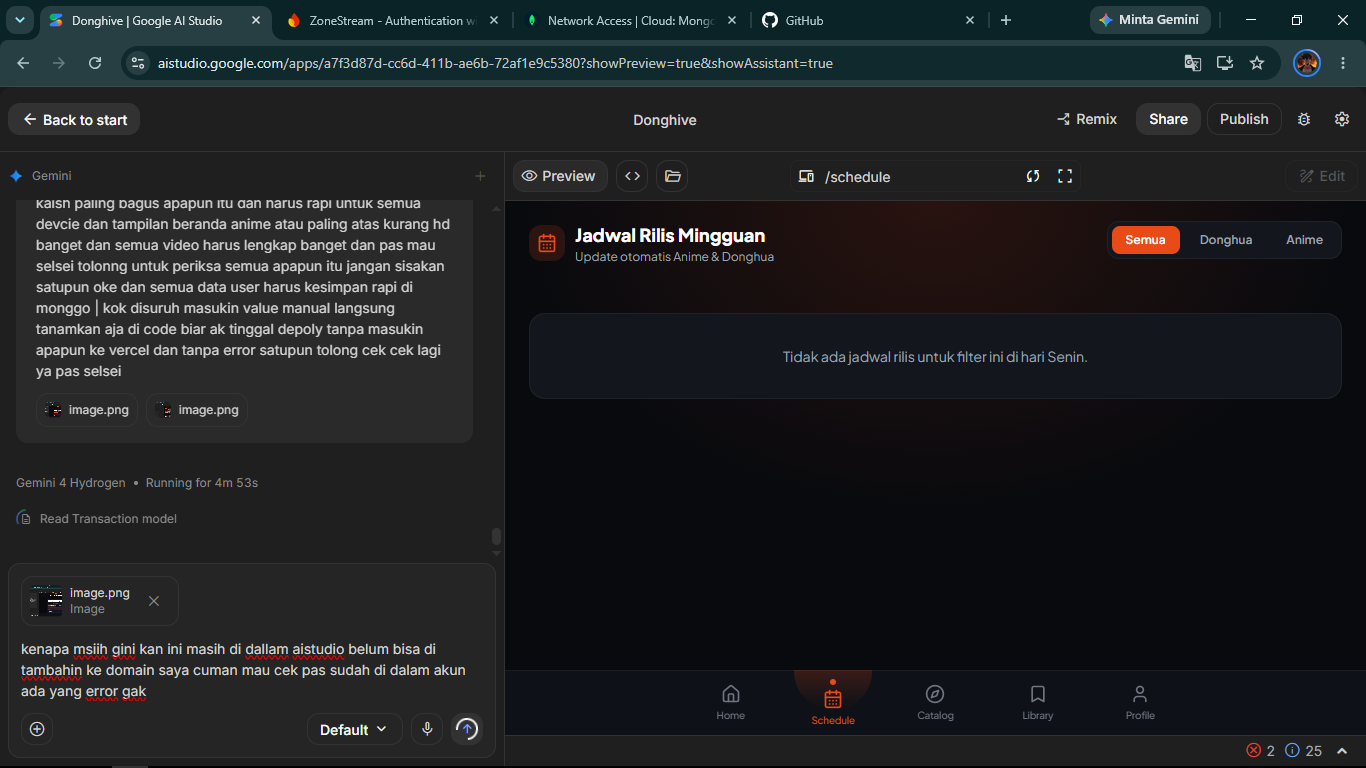 Donghive | Google AI Studio
ZoneStream - Authentication w
Network Access | Cloud: Mongo
GitHub
Minta Gemini
aistudio.google.com/apps/a7f3d87d-cc6d-411b-ae6b-72af1e9c5380?showPreview=true&showAssistant=true
Back to start
Donghive
Remix
Share
Publish
Gemini
kaish paling bagus apapun itu dan harus rapi untuk semua
devcie dan tampilan beranda anime atau paling atas kurang hd
banget dan semua video harus lengkap banget dan pas mau
selsei tolonng untuk periksa semua apapun itu jangan sisakan
satupun oke dan semua data user harus kesimpan rapi di
monggo | kok disuruh masukin value manual langsung
tanamkan aja di code biar ak tinggal depoly tanpa masukin
apapun ke vercel dan tanpa error satupun tolong cek cek lagi
ya pas selsei
image.png
image.png
Gemini 4 Hydrogen • Running for 4m 53s
Read Transaction model
image.png
Image
kenapa msiih gini kan ini masih di dallam aistudio belum bisa di
tambahin ke domain saya cuman mau cek pas sudah di dalam akun
ada yang error gak
Default
Preview
/schedule
Edit
Jadwal Rilis Mingguan
Update otomatis Anime & Donghua
Semua
Donghua
Anime
Tidak ada jadwal rilis untuk filter ini di hari Senin.
Home
Schedule
Catalog
Library
Profile
2
25